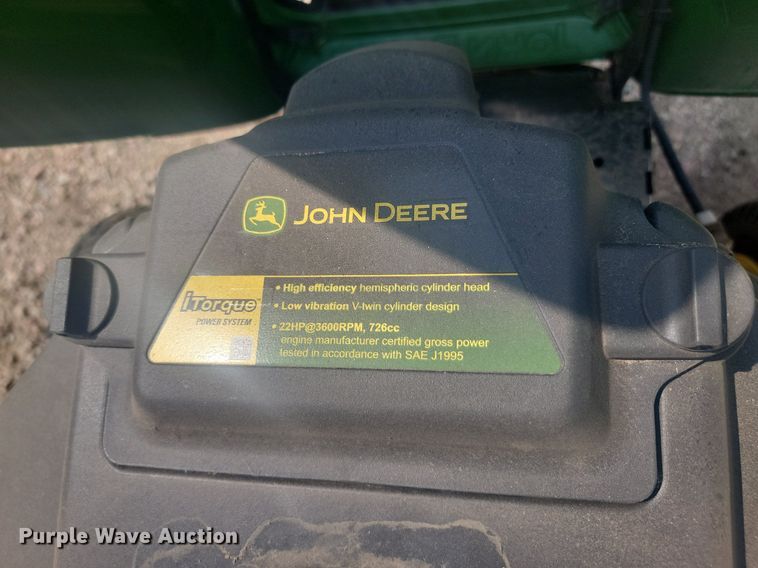 JOHN DEERE
iTorque
POWER SYSTEM
• High efficiency hemispheric cylinder head
• Low vibration V-twin cylinder design
• 22HP@3600RPM, 726cc
engine manufacturer certified gross power
tested in accordance with SAE J1995
Purple Wave Auction®